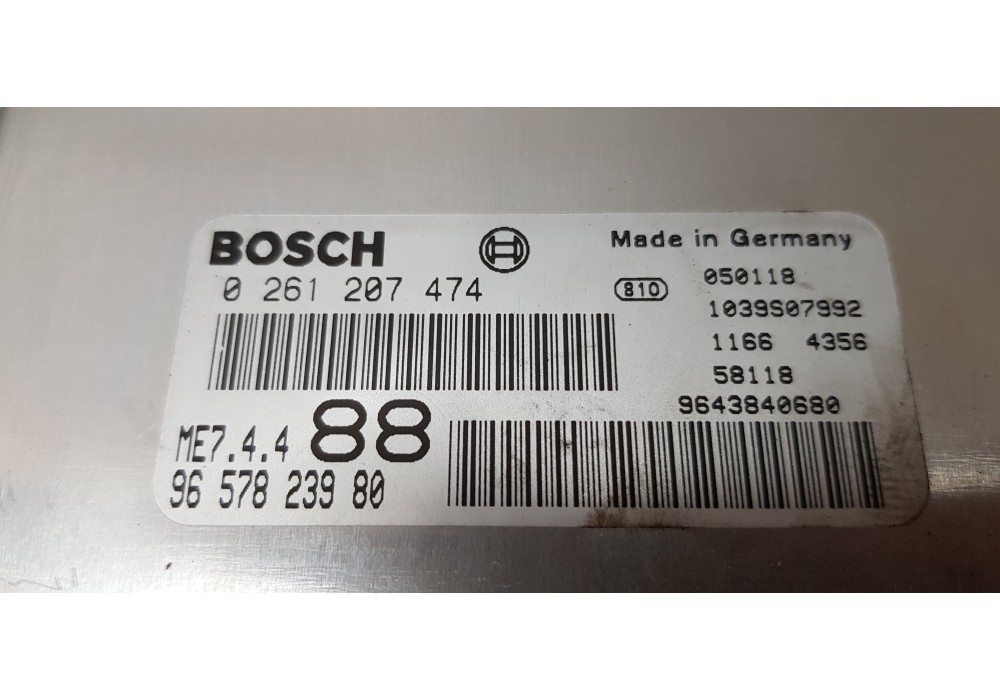 BOSCH
Made in Germany
0 261 207 474
810
050118
1039S07992
1166 4356
58118
9643840680
ME7.4.4 88
96 578 239 80